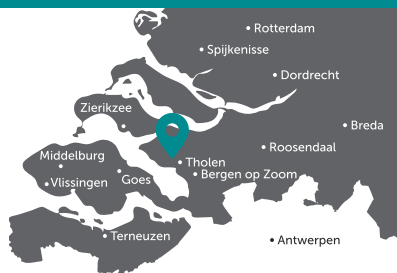 Rotterdam
Spijkenisse
Dordrecht
Zierikzee
Breda
Roosendaal
Middelburg
Tholen
Goes
Bergen op Zoom
Vlissingen
Terneuzen
Antwerpen